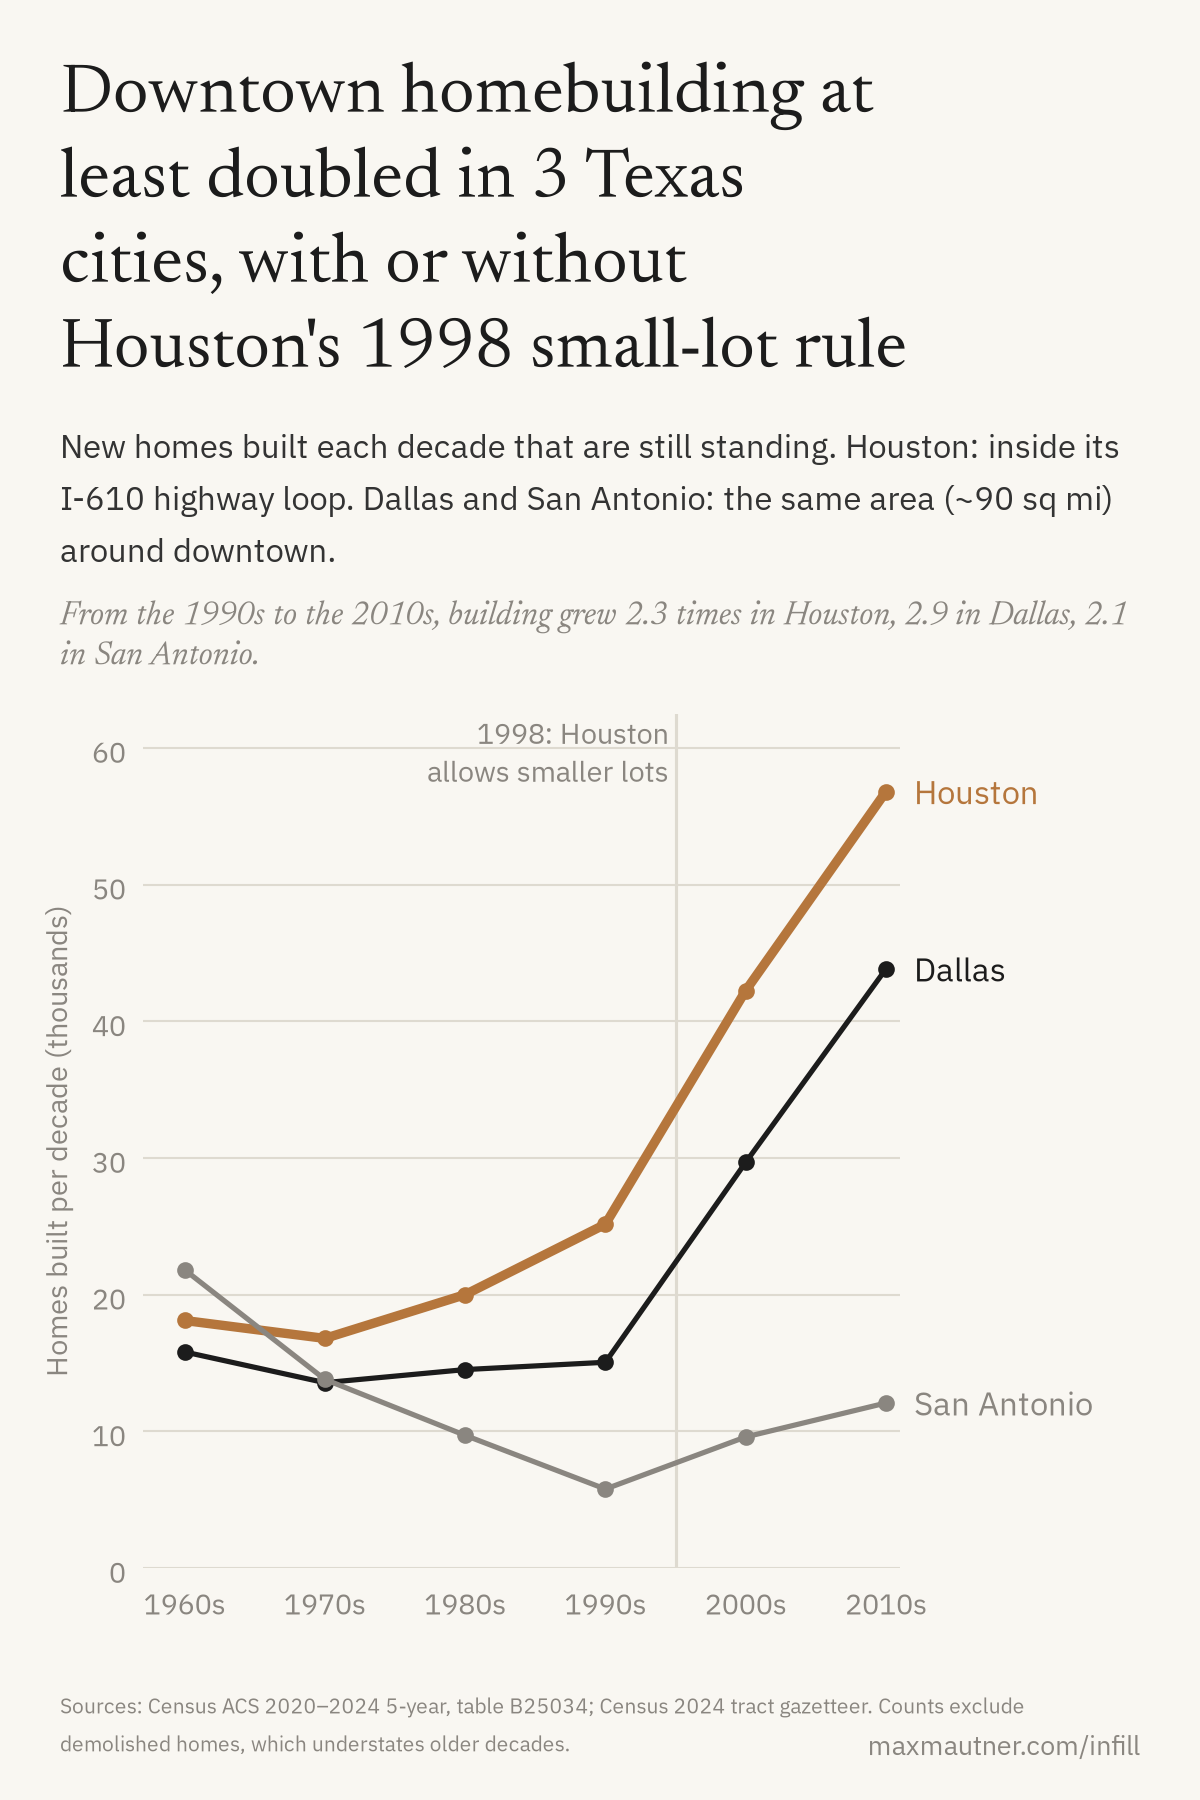 Downtown homebuilding at
least doubled in 3 Texas
cities, with or without
Houston's 1998 small-lot rule
New homes built each decade that are still standing. Houston: inside its
I-610 highway loop. Dallas and San Antonio: the same area (~90 sq mi)
around downtown.
From the 1990s to the 2010s, building grew 2.3 times in Houston, 2.9 in Dallas, 2.1
in San Antonio.
1998: Houston
allows smaller lots
60
50
40
30
20
10
0
Homes built per decade (thousands)
Houston
Dallas
San Antonio
1960s 1970s 1980s 1990s 2000s 2010s
Sources: Census ACS 2020–2024 5-year, table B25034; Census 2024 tract gazetteer. Counts exclude
demolished homes, which understates older decades.
maxmautner.com/infill